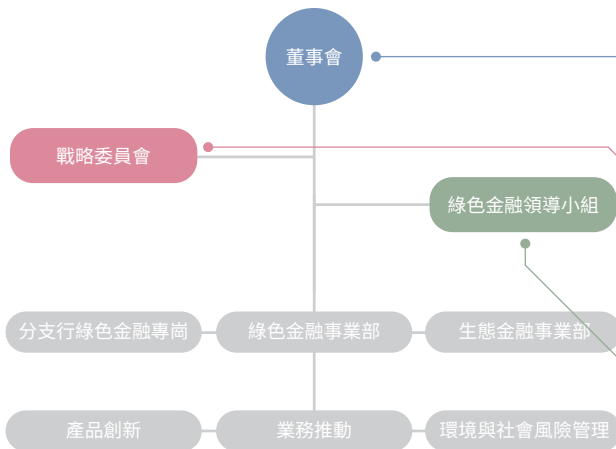 董事會
戰略委員會
綠色金融領導小組
分支行綠色金融專崗
綠色金融事業部
生態金融事業部
產品創新
業務推動
環境與社會風險管理